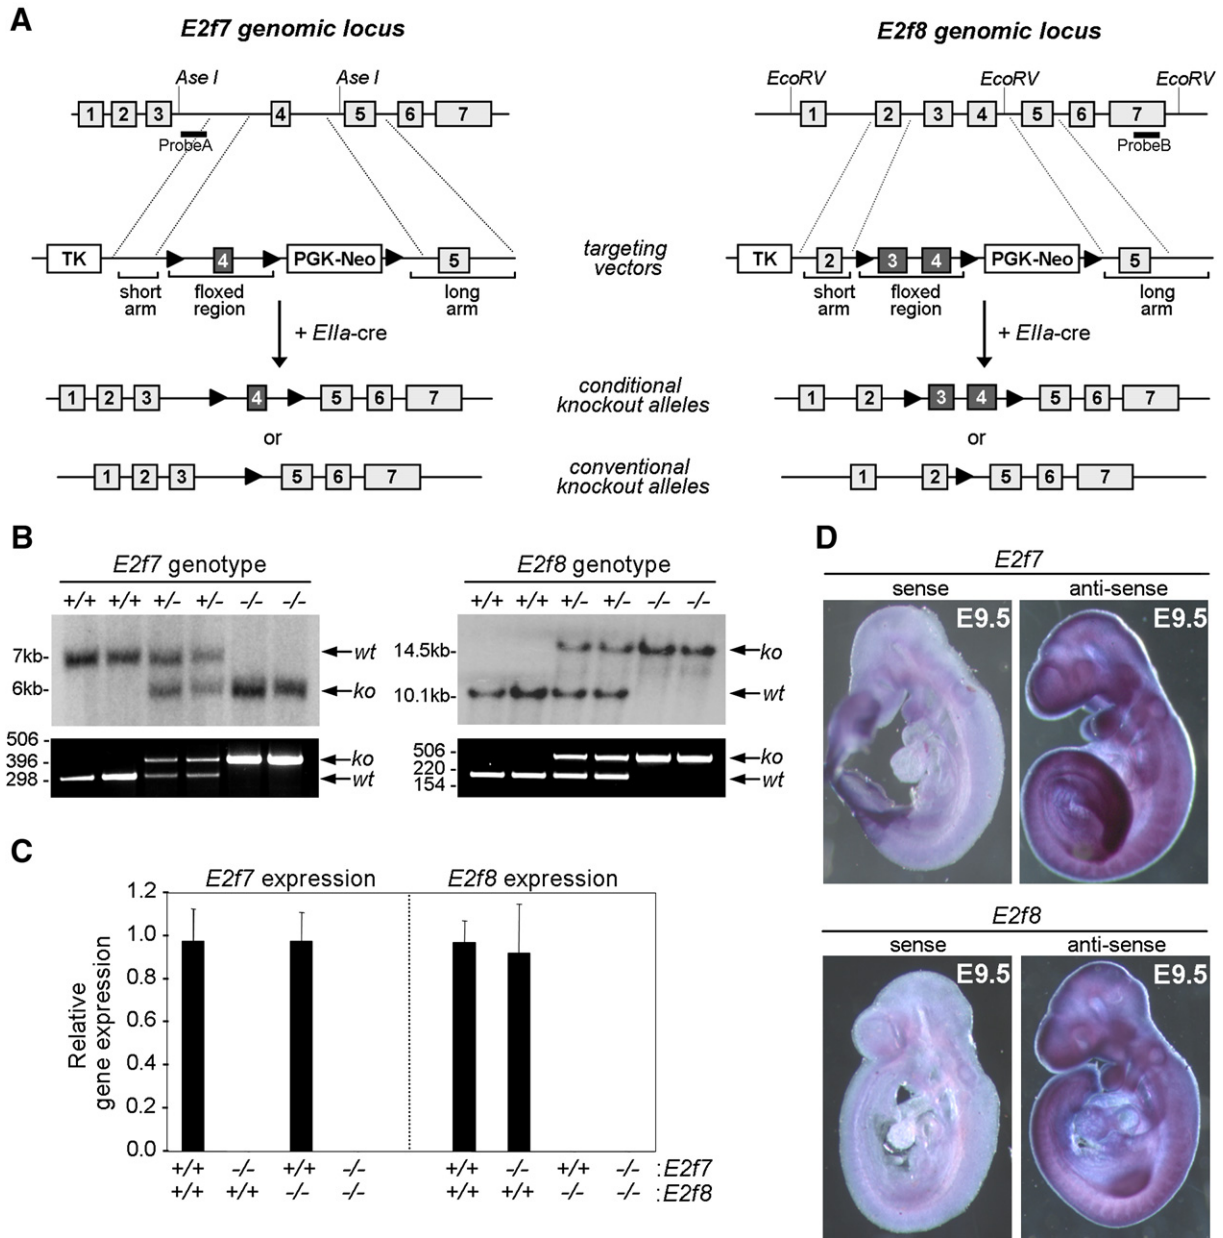 A
E2f7 genomic locus
E2f8 genomic locus
Ase I
Ase I
1 2 3 4 5 6 7
ProbeA
EcoRV
EcoRV
EcoRV
1 2 3 4 5 6 7
ProbeB
TK 4 PGK-Neo 5
short arm
floxed region
long arm
targeting vectors
TK 2 3 4 PGK-Neo 5
short arm
floxed region
long arm
+ EIIa-cre
+ EIIa-cre
1 2 3 4 5 6 7
conditional knockout alleles
1 2 3 4 5 6 7
or
or
1 2 3 5 6 7
conventional knockout alleles
1 2 5 6 7
B
E2f7 genotype
+/+ +/+ +/- +/- -/- -/-
7kb-
wt
6kb-
ko
506 -
396 -
298 -
ko
wt
E2f8 genotype
+/+ +/+ +/- +/- -/- -/-
14.5kb-
ko
10.1kb-
wt
506 -
220 -
154 -
ko
wt
C
E2f7 expression
E2f8 expression
Relative gene expression
1.2
1.0
0.8
0.6
0.4
0.2
0.0
+/+ -/- +/+ -/- +/+ -/- +/+ -/- :E2f7
+/+ +/+ -/- -/- +/+ +/+ -/- -/- :E2f8
D
E2f7
sense
anti-sense
E9.5
E9.5
E2f8
sense
anti-sense
E9.5
E9.5